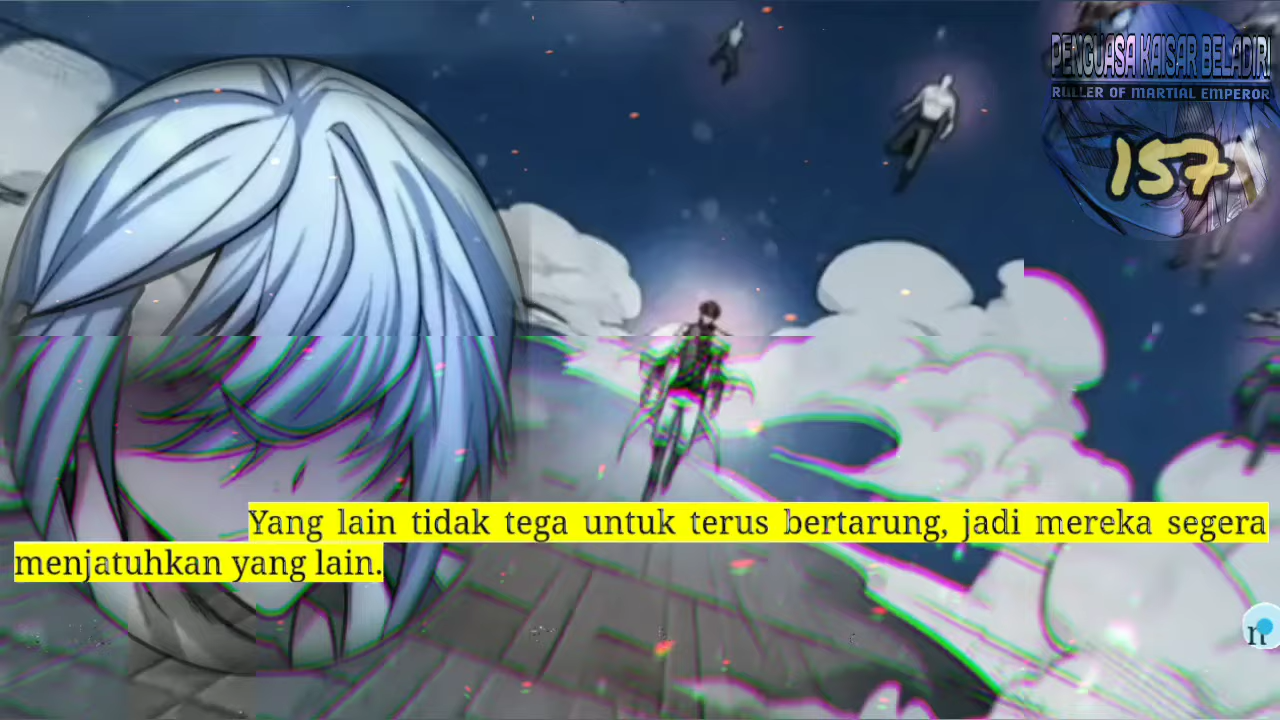 PENGUASA KAISAR BELADIRI
RULLER OF MARTIAL EMPEROR
157
Yang lain tidak tega untuk terus bertarung, jadi mereka segera
menjatuhkan yang lain.
n